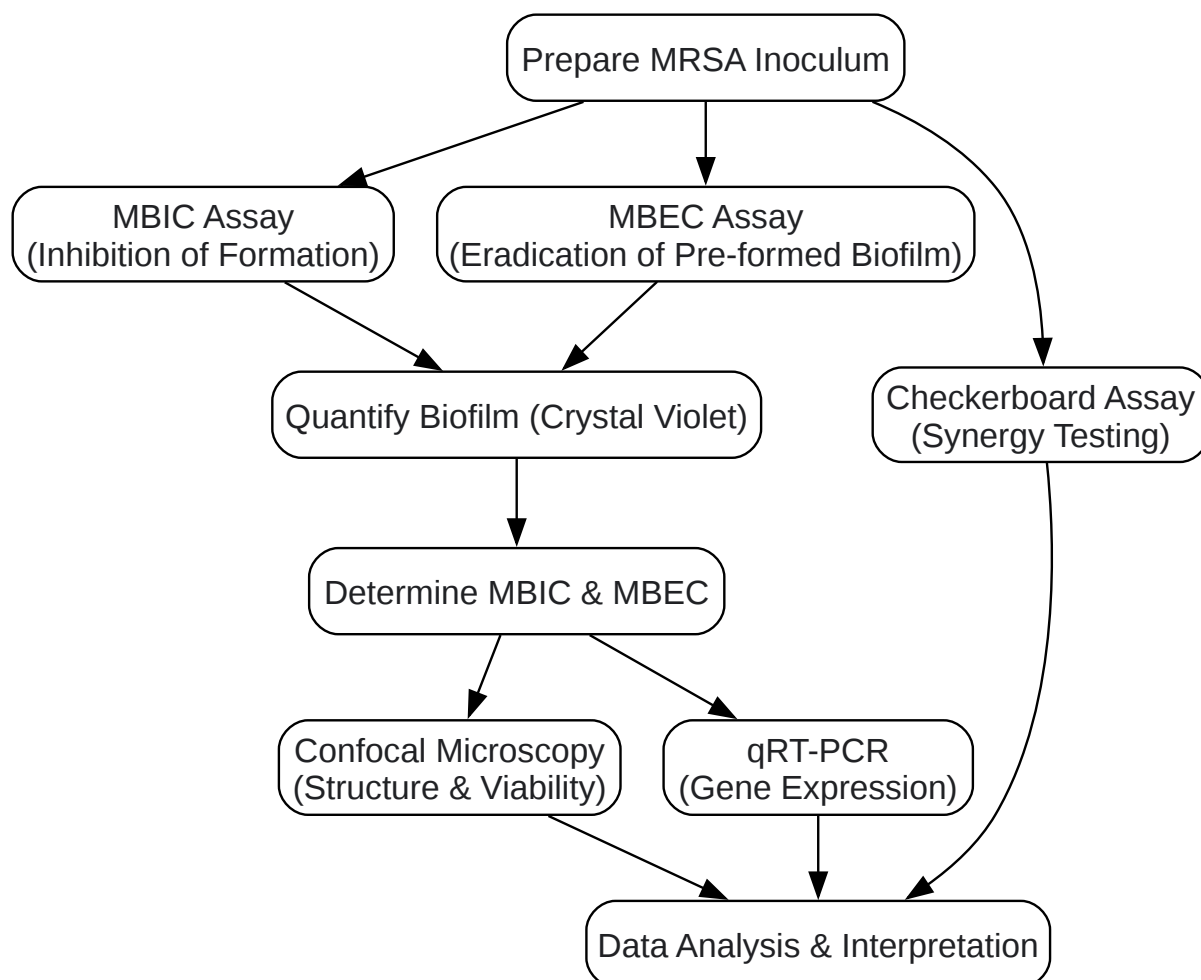 Prepare MRSA Inoculum
MBIC Assay
(Inhibition of Formation)
MBEC Assay
(Eradication of Pre-formed Biofilm)
Quantify Biofilm (Crystal Violet)
Checkerboard Assay
(Synergy Testing)
Determine MBIC & MBEC
Confocal Microscopy
(Structure & Viability)
qRT-PCR
(Gene Expression)
Data Analysis & Interpretation